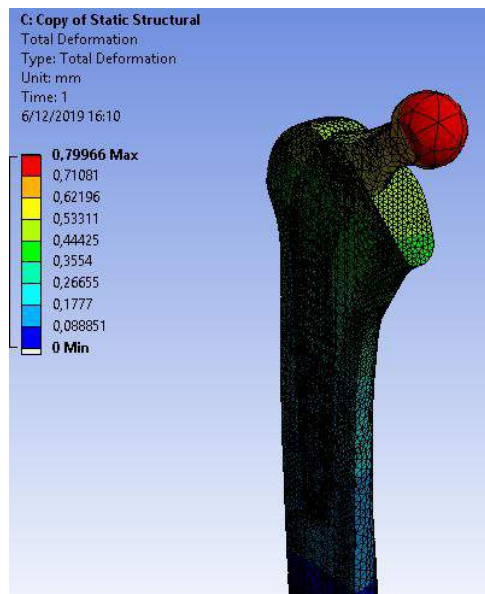 C: Copy of Static Structural
Total Deformation
Type: Total Deformation
Unit: mm
Time: 1
6/12/2019 16:10
0,79966 Max
0,71081
0,62196
0,53311
0,44425
0,3554
0,26655
0,1777
0,088851
0 Min